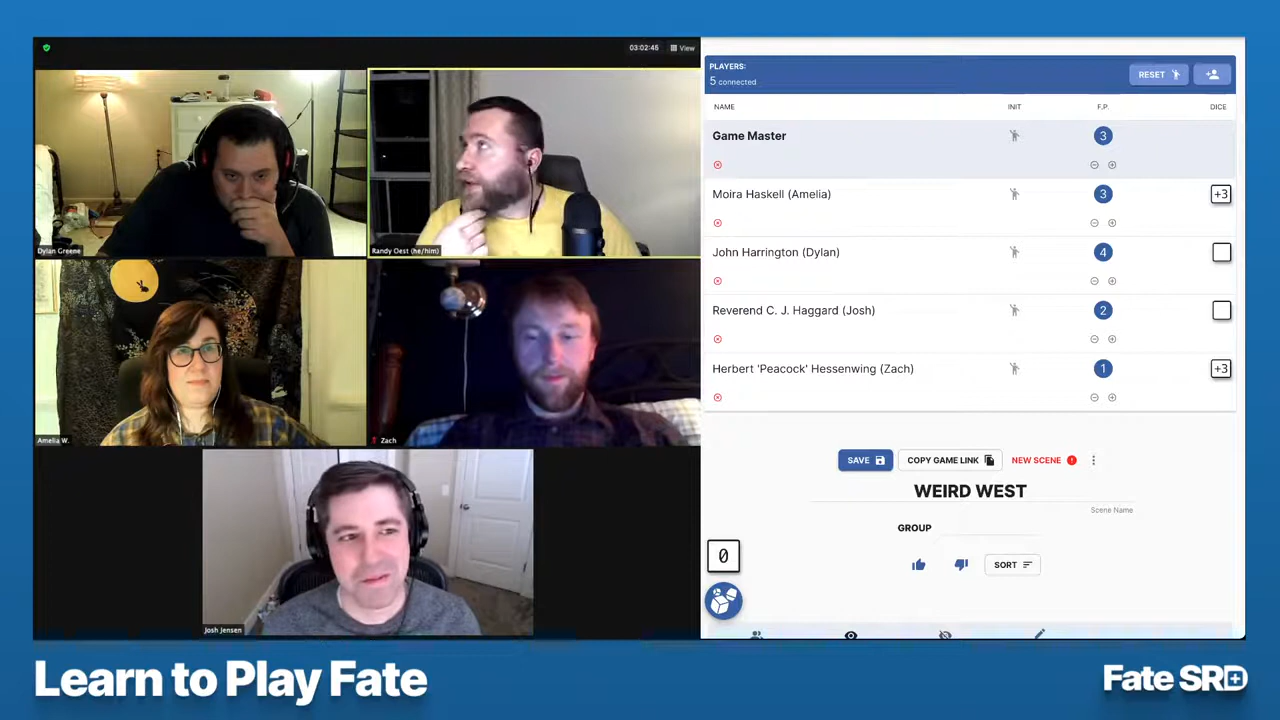 03:02:46 View
Dylan Greene
Randy Oest (he/him)
Amelia W.
Zach
Josh Jensen
PLAYERS:
5 connected
RESET
NAME INIT F.P. DICE
Game Master 3
Moira Haskell (Amelia) 3 +3
John Harrington (Dylan) 4
Reverend C. J. Haggard (Josh) 2
Herbert 'Peacock' Hessenwing (Zach) 1 +3
SAVE COPY GAME LINK NEW SCENE
WEIRD WEST
Scene Name
GROUP
SORT
0
Learn to Play Fate
Fate SRD